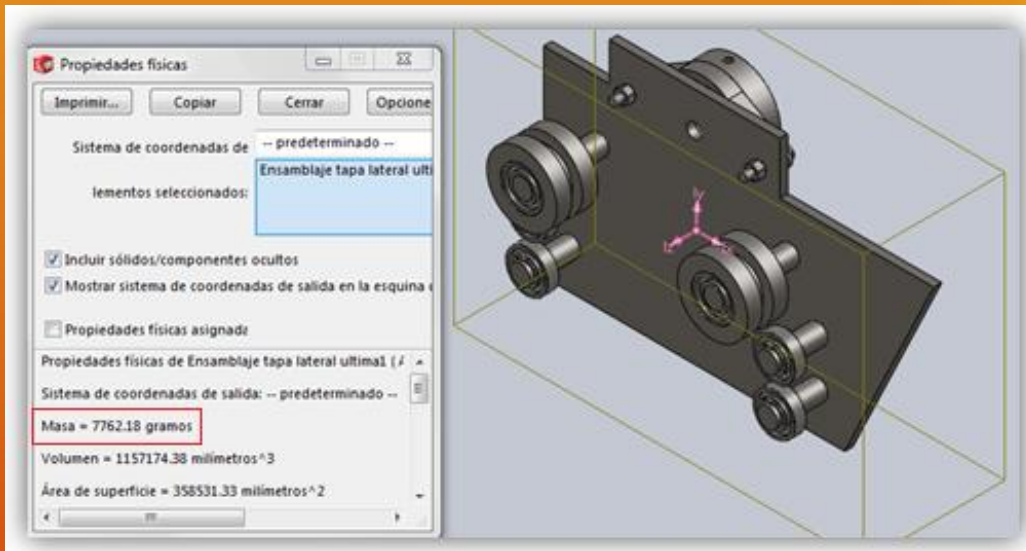 Propiedades físicas
Imprimir... Copiar Cerrar Opcione
Sistema de coordenadas de -- predeterminado --
Ensamblaje tapa lateral ulti
lementos seleccionados:
Incluir sólidos/componentes ocultos
Mostrar sistema de coordenadas de salida en la esquina
Propiedades físicas asignada
Propiedades físicas de Ensamblaje tapa lateral ultima1 (
Sistema de coordenadas de salida: -- predeterminado --
Masa = 7762.18 gramos
Volumen = 1157174.38 milímetros^3
Área de superficie = 358531.33 milímetros^2